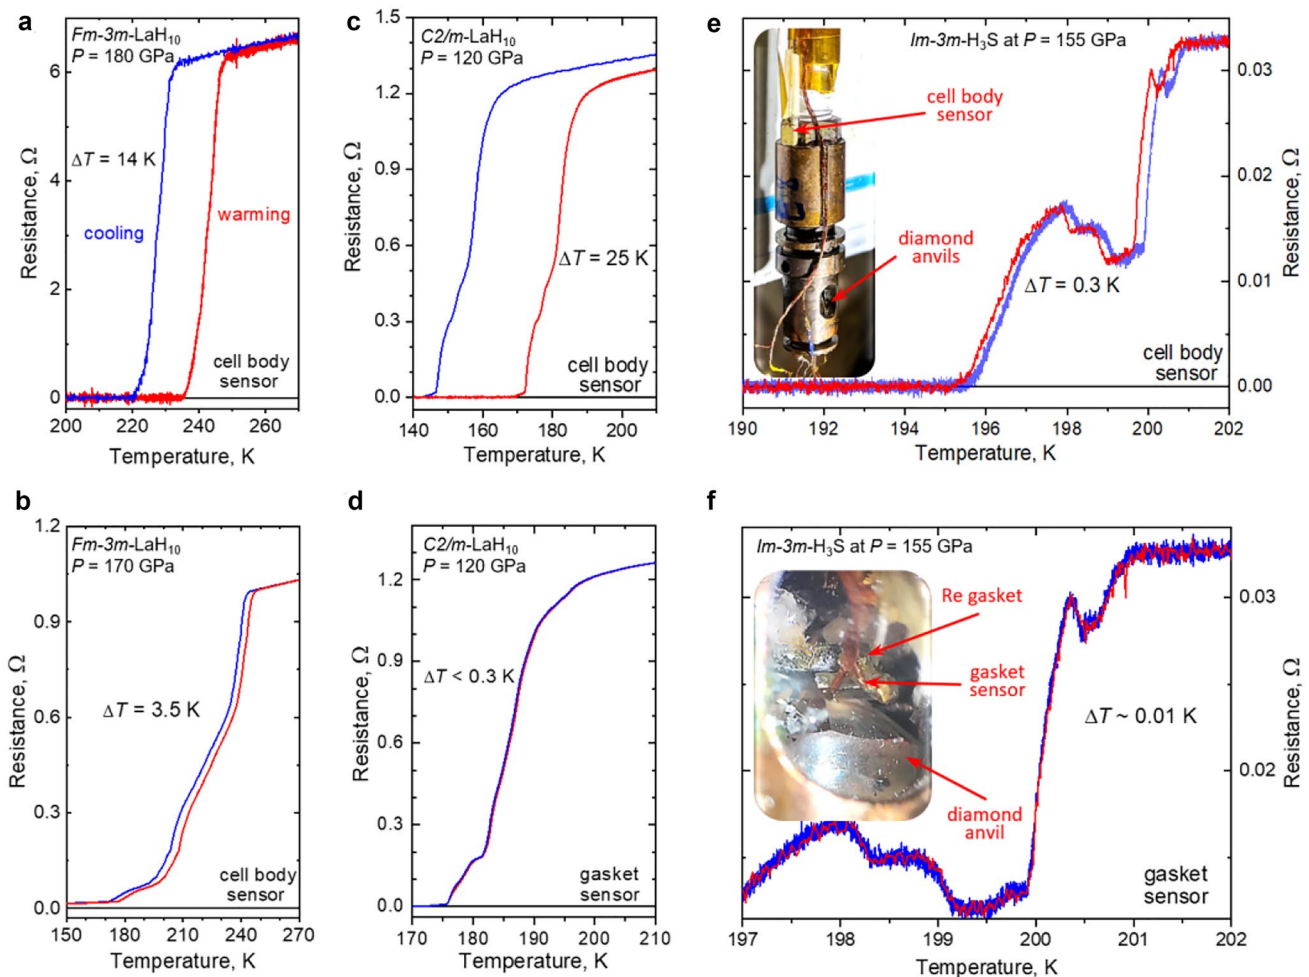 a
Fm-3m-LaH10
P = 180 GPa
6
4
2
0
Resistance, Ω
ΔT = 14 K
cooling
warming
cell body
sensor
200
220
240
260
Temperature, K
c
C2/m-LaH10
P = 120 GPa
1.5
1.2
0.9
0.6
0.3
0.0
Resistance, Ω
ΔT = 25 K
cell body
sensor
140
160
180
200
Temperature, K
e
Im-3m-H3S at P = 155 GPa
cell body
sensor
diamond
anvils
ΔT = 0.3 K
cell body
sensor
0.03
0.02
0.01
0.00
Resistance, Ω
190
192
194
196
198
200
202
Temperature, K
b
Fm-3m-LaH10
P = 170 GPa
1.2
0.9
0.6
0.3
0.0
Resistance, Ω
ΔT = 3.5 K
cell body
sensor
150
180
210
240
270
Temperature, K
d
C2/m-LaH10
P = 120 GPa
1.2
0.9
0.6
0.3
0.0
Resistance, Ω
ΔT < 0.3 K
gasket
sensor
170
180
190
200
210
Temperature, K
f
Im-3m-H3S at P = 155 GPa
Re gasket
gasket
sensor
diamond
anvil
ΔT ~ 0.01 K
gasket
sensor
0.03
0.02
Resistance, Ω
197
198
199
200
201
202
Temperature, K